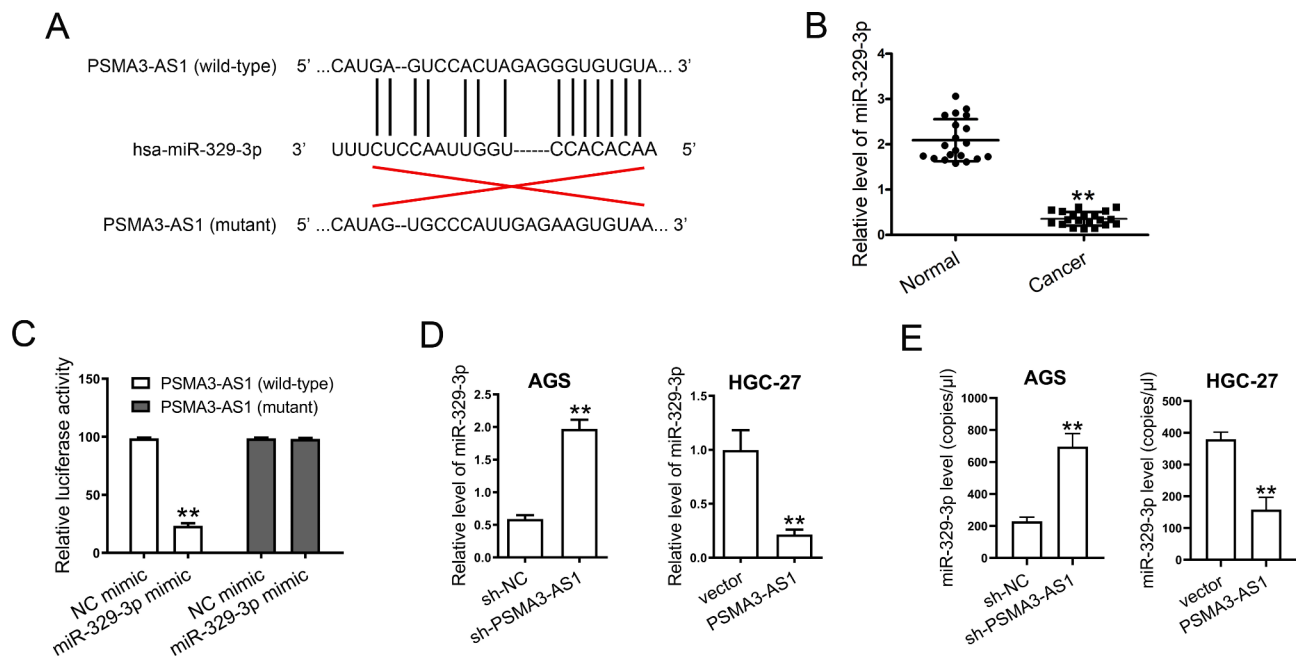 A
PSMA3-AS1 (wild-type) 5’ ...CAUGA--GUCCACUAGAGGGUGUGUA... 3’
hsa-miR-329-3p 3’ UUUCUCCAAUUGGU------CCACACAA 5’
PSMA3-AS1 (mutant) 5’ ...CAUAG--UGCCCAUUGAGAAGUGUAA... 3’
B
Relative level of miR-329-3p
4
3
2
1
0
**
Normal
Cancer
C
Relative luciferase activity
150
100
50
0
PSMA3-AS1 (wild-type)
PSMA3-AS1 (mutant)
**
NC mimic
miR-329-3p mimic
NC mimic
miR-329-3p mimic
D
AGS
Relative level of miR-329-3p
2.5
2.0
1.5
1.0
0.5
0.0
**
sh-NC
sh-PSMA3-AS1
HGC-27
Relative level of miR-329-3p
1.5
1.0
0.5
0.0
**
vector
PSMA3-AS1
E
AGS
miR-329-3p level (copies/μl)
1000
800
600
400
200
0
**
sh-NC
sh-PSMA3-AS1
HGC-27
miR-329-3p level (copies/μl)
500
400
300
200
100
0
**
vector
PSMA3-AS1